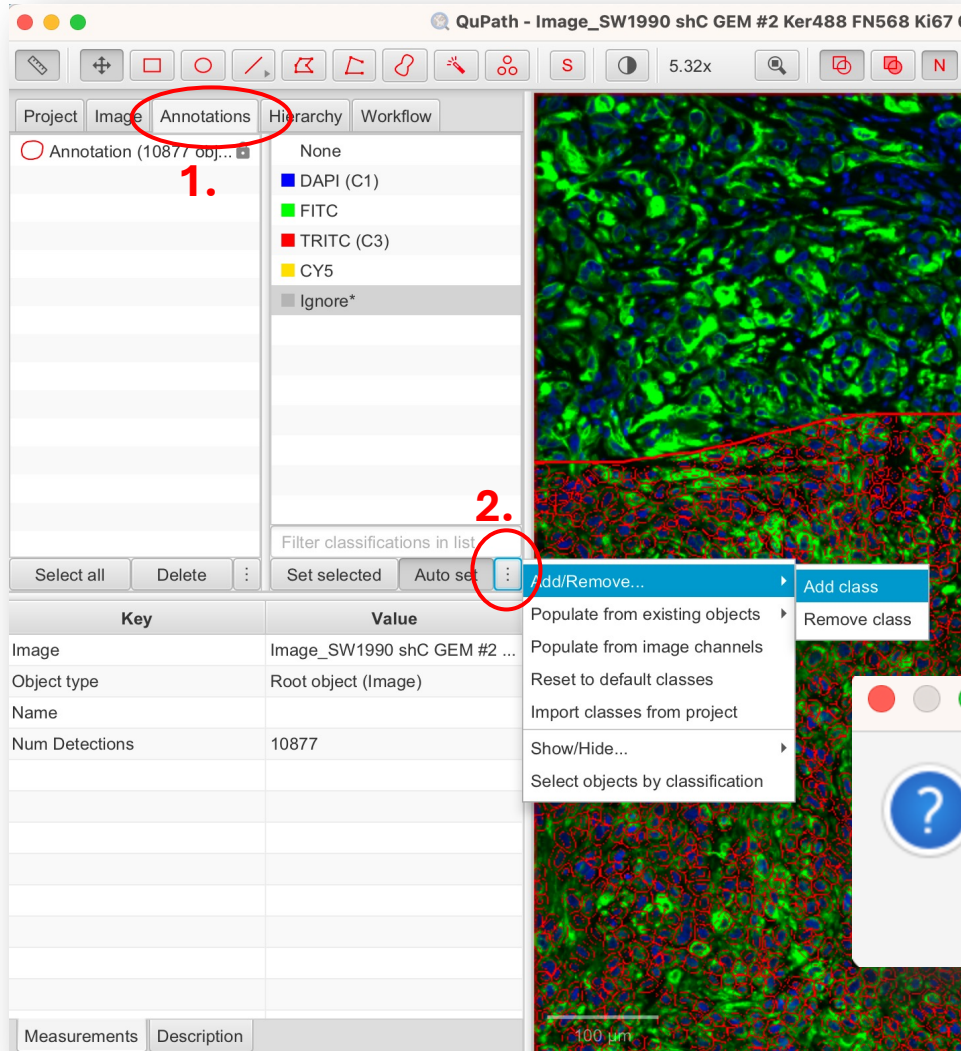 QuPath - Image_SW1990 shC GEM #2 Ker488 FN568 Ki67
S 5.32x N
Project Image Annotations Hierarchy Workflow
Annotation (10877 obj...
1.
None
DAPI (C1)
FITC
TRITC (C3)
CY5
Ignore*
2.
Filter classifications in list
Select all Delete ⋮ Set selected Auto set ⋮
Add/Remove...
Populate from existing objects
Populate from image channels
Reset to default classes
Import classes from project
Show/Hide...
Select objects by classification
Add class
Remove class
Key Value
Image Image_SW1990 shC GEM #2 ...
Object type Root object (Image)
Name
Num Detections 10877
?
100 µm
Measurements Description